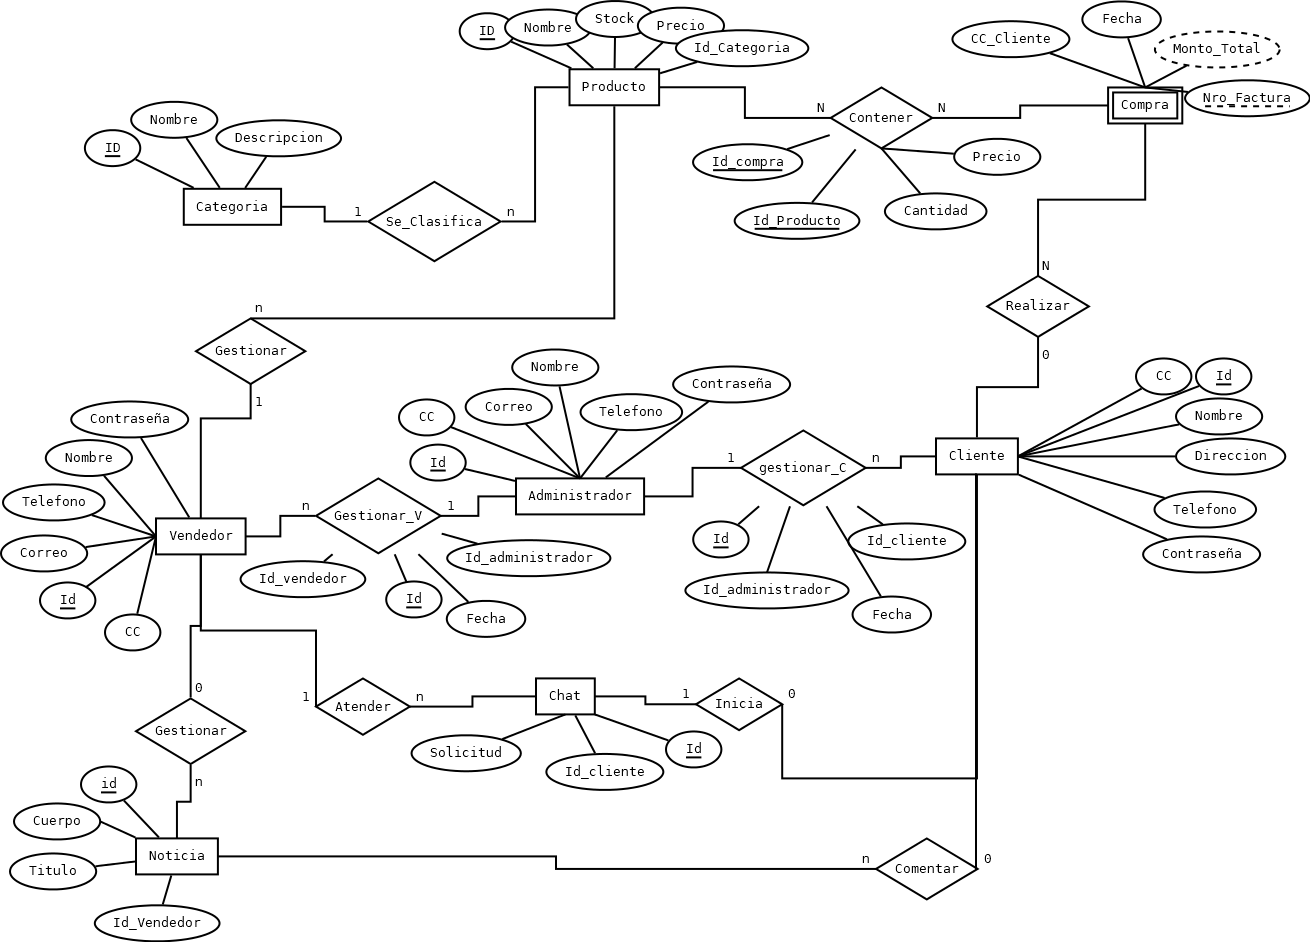 ID
Nombre
Stock
Precio
Id_Categoria
CC_Cliente
Fecha
Monto_Total
Nro_Factura
Producto
Compra
N
Contener
N
Nombre
ID
Descripcion
Id_compra
Precio
Id_Producto
Cantidad
Categoria
1
Se_Clasifica
n
N
Realizar
0
n
Gestionar
1
Nombre
Contraseña
Correo
CC
Telefono
Id
CC
Id
Nombre
Direccion
Telefono
Contraseña
Contraseña
Nombre
Telefono
Correo
Id
CC
Vendedor
n
Gestionar_V
1
Administrador
1
gestionar_C
n
Cliente
Id_vendedor
Id
Fecha
Id_administrador
Id
Id_administrador
Fecha
Id_cliente
0
Gestionar
n
1
Atender
n
Chat
1
Inicia
0
Solicitud
Id_cliente
Id
id
Cuerpo
Titulo
Noticia
Id_Vendedor
n
Comentar
0